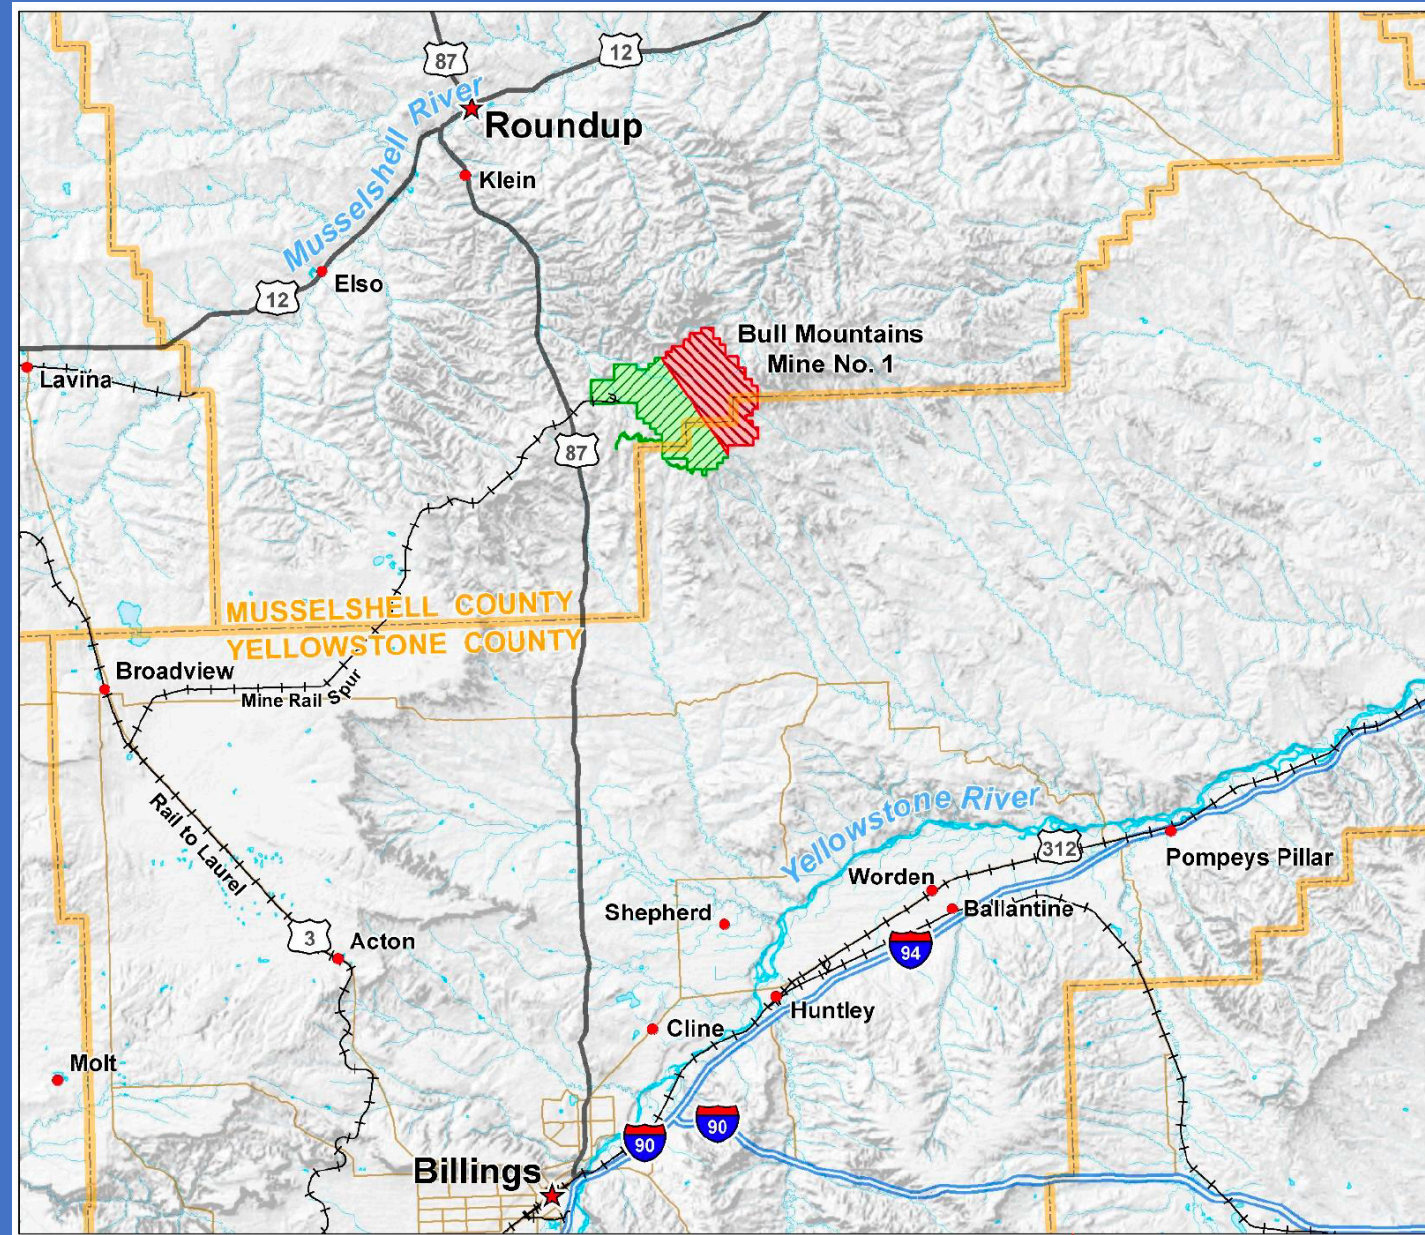 87
12
Musselshell River
Roundup
Klein
Elso
12
Bull Mountains
Mine No. 1
Lavina
87
MUSSELSHELL COUNTY
YELLOWSTONE COUNTY
Broadview
Mine Rail Spur
Rail to Laurel
Yellowstone River
312
Pompeys Pillar
Worden
Ballantine
Shepherd
3
Acton
94
Huntley
Cline
Molt
90
90
Billings